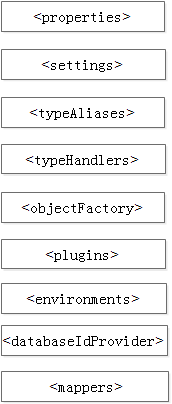 <properties>
<settings>
<typeAliases>
<typeHandlers>
<objectFactory>
<plugins>
<environments>
<databaseIdProvider>
<mappers>